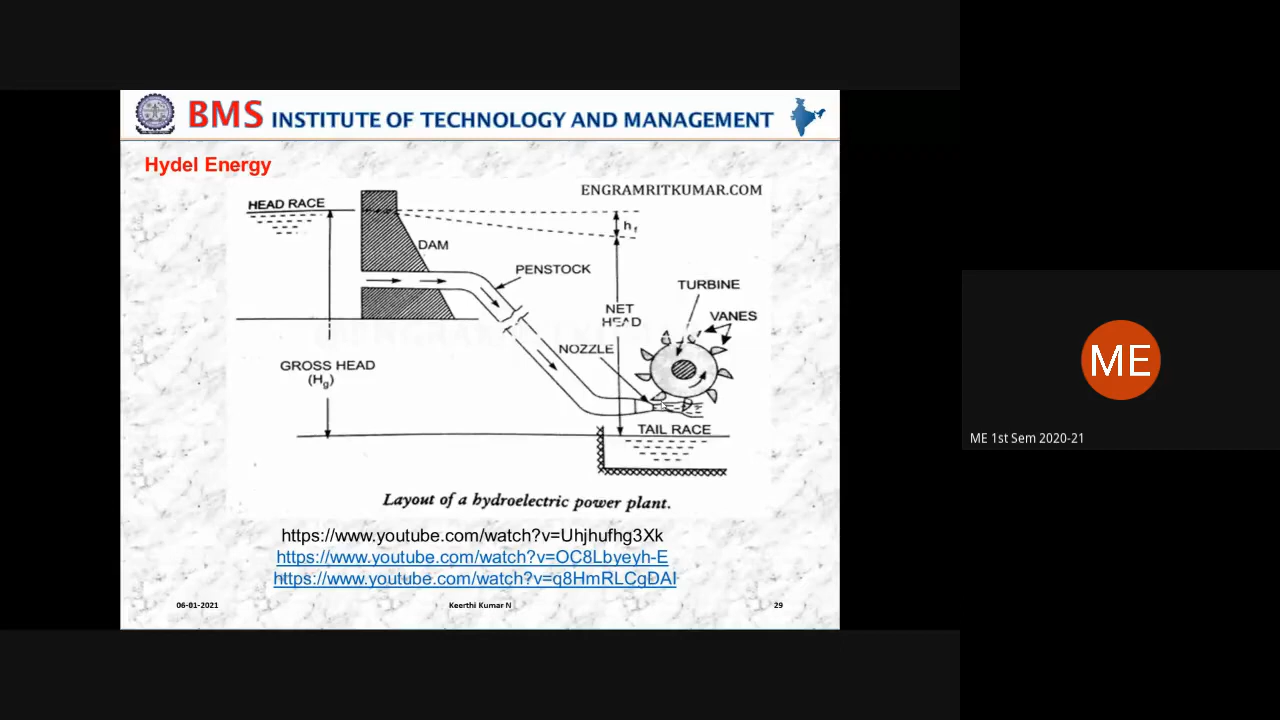 BMS INSTITUTE OF TECHNOLOGY AND MANAGEMENT
Hydel Energy
ENGRAMRITKUMAR.COM
HEAD RACE
h f
DAM
PENSTOCK
TURBINE
NET
HEAD
VANES
NOZZLE
GROSS HEAD
(Hg)
TAIL RACE
Layout of a hydroelectric power plant.
https://www.youtube.com/watch?v=Uhjhufhg3Xk
https://www.youtube.com/watch?v=OC8Lbyeyh-E
https://www.youtube.com/watch?v=q8HmRLCgDAI
06-01-2021 Keerthi Kumar N 29
ME
ME 1st Sem 2020-21